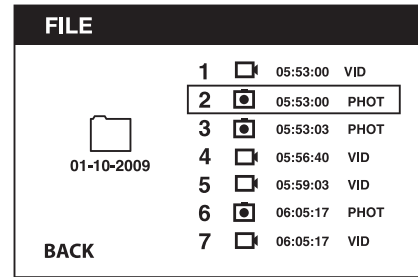 FILE
1 05:53:00 VID
2 05:53:00 PHOT
3 05:53:03 PHOT
4 05:56:40 VID
5 05:59:03 VID
6 06:05:17 PHOT
7 06:05:17 VID
01-10-2009
BACK